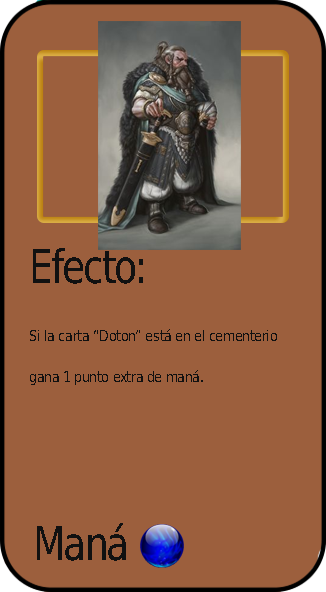 Efecto:
Si la carta “Doton” está en el cementerio
gana 1 punto extra de maná.
Maná